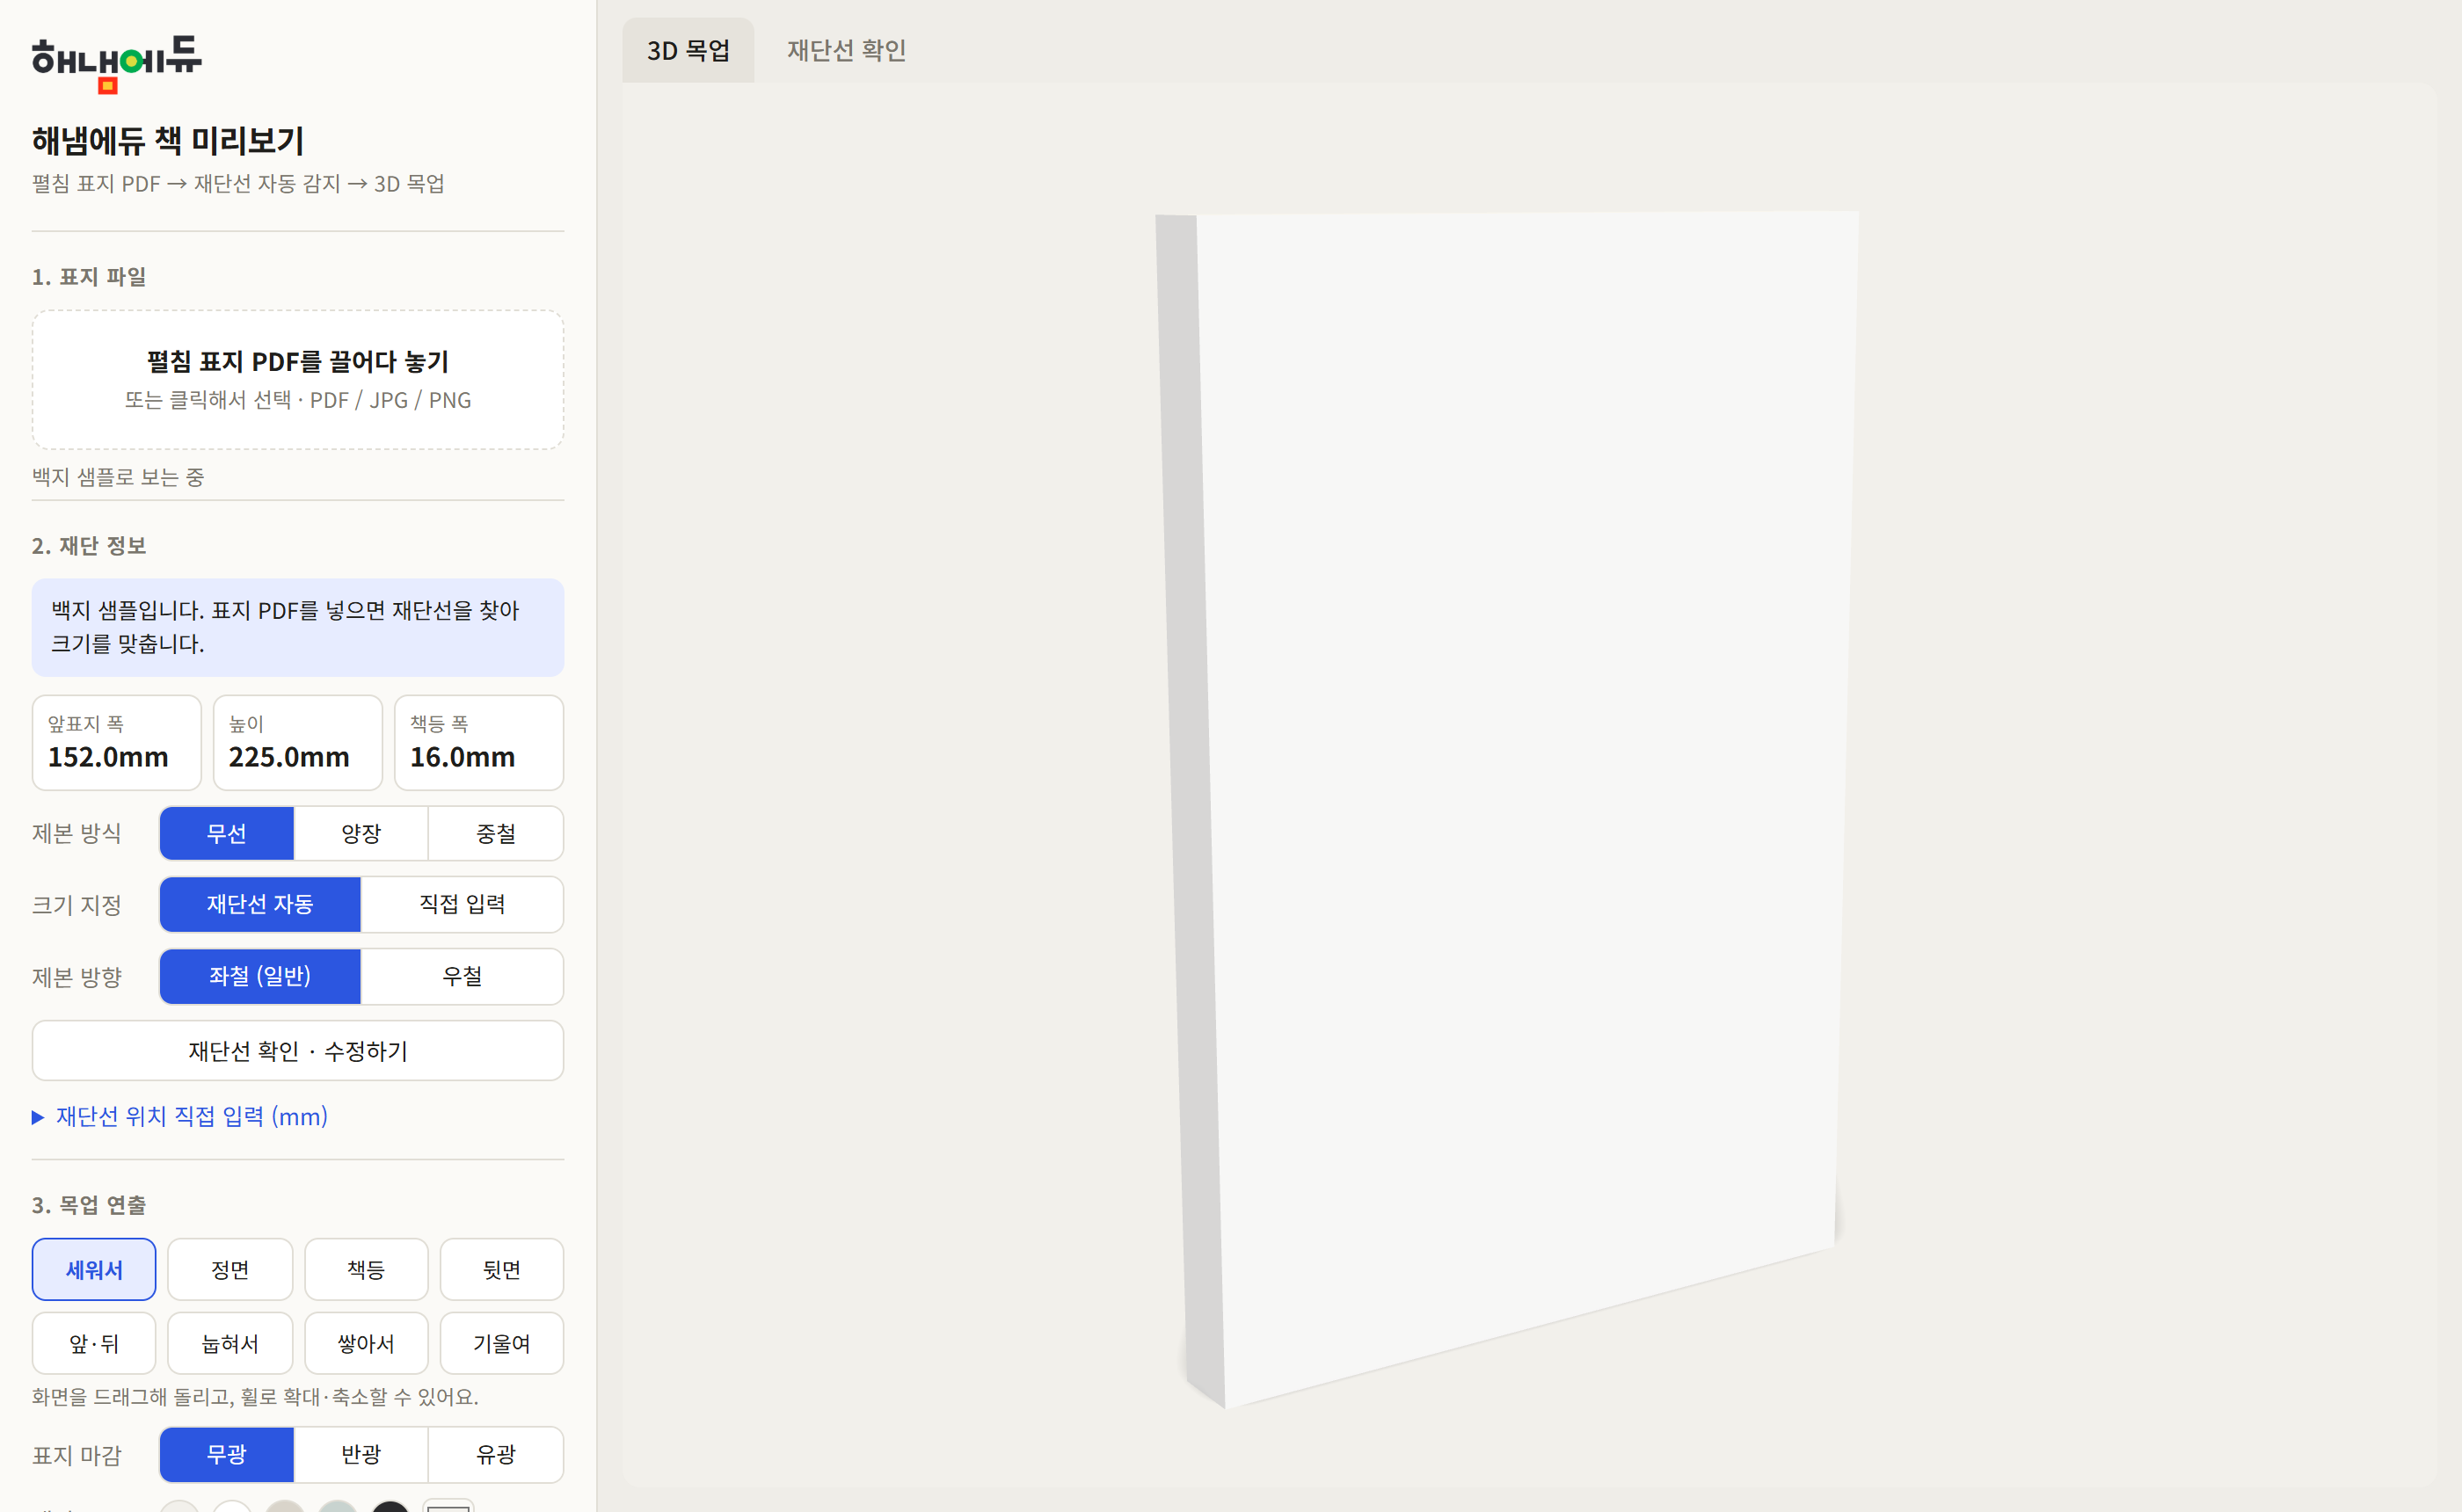 해냄에듀
해냄에듀 책 미리보기
펼침 표지 PDF → 재단선 자동 감지 → 3D 목업
1. 표지 파일
펼침 표지 PDF를 끌어다 놓기
또는 클릭해서 선택 · PDF / JPG / PNG
백지 샘플로 보는 중
2. 재단 정보
백지 샘플입니다. 표지 PDF를 넣으면 재단선을 찾아
크기를 맞춥니다.
앞표지 폭 높이 책등 폭
152.0mm 225.0mm 16.0mm
제본 방식 무선 양장 중철
크기 지정 재단선 자동 직접 입력
제본 방향 좌철 (일반) 우철
재단선 확인 · 수정하기
▶ 재단선 위치 직접 입력 (mm)
3. 목업 연출
세워서 정면 책등 뒷면
앞·뒤 눕혀서 쌓아서 기울여
화면을 드래그해 돌리고, 휠로 확대·축소할 수 있어요.
표지 마감 무광 반광 유광
3D 목업 재단선 확인